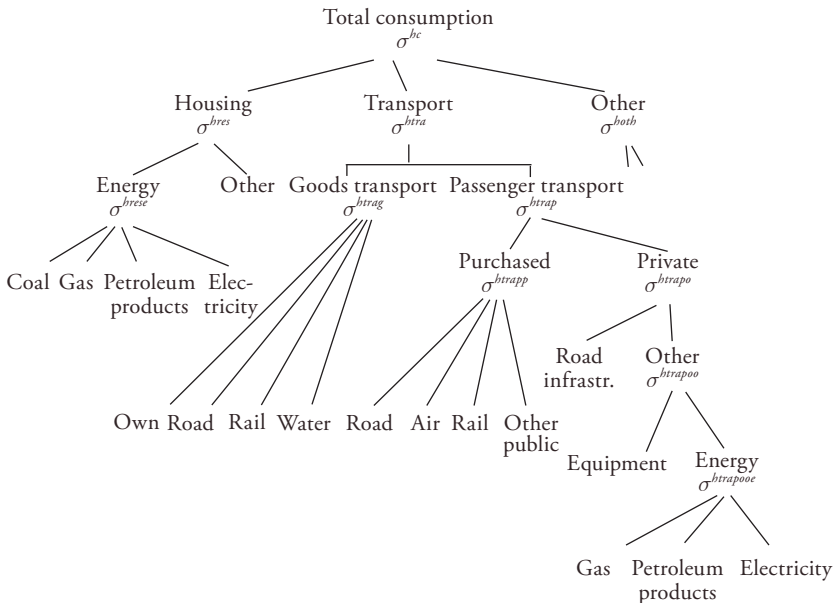 Total consumption
σ^hc
Housing Transport Other
σ^hres σ^htra σ^hoth
Energy Other Goods transport Passenger transport
σ^hrese σ^htrag σ^htrap
Purchased Private
σ^htrapp σ^htrapo
Coal Gas Petroleum Elec-
products tricity
Road Other
infrastr. σ^htrapoo
Own Road Rail Water Road Air Rail Other
public
Equipment Energy
σ^htrapooe
Gas Petroleum Electricity
products